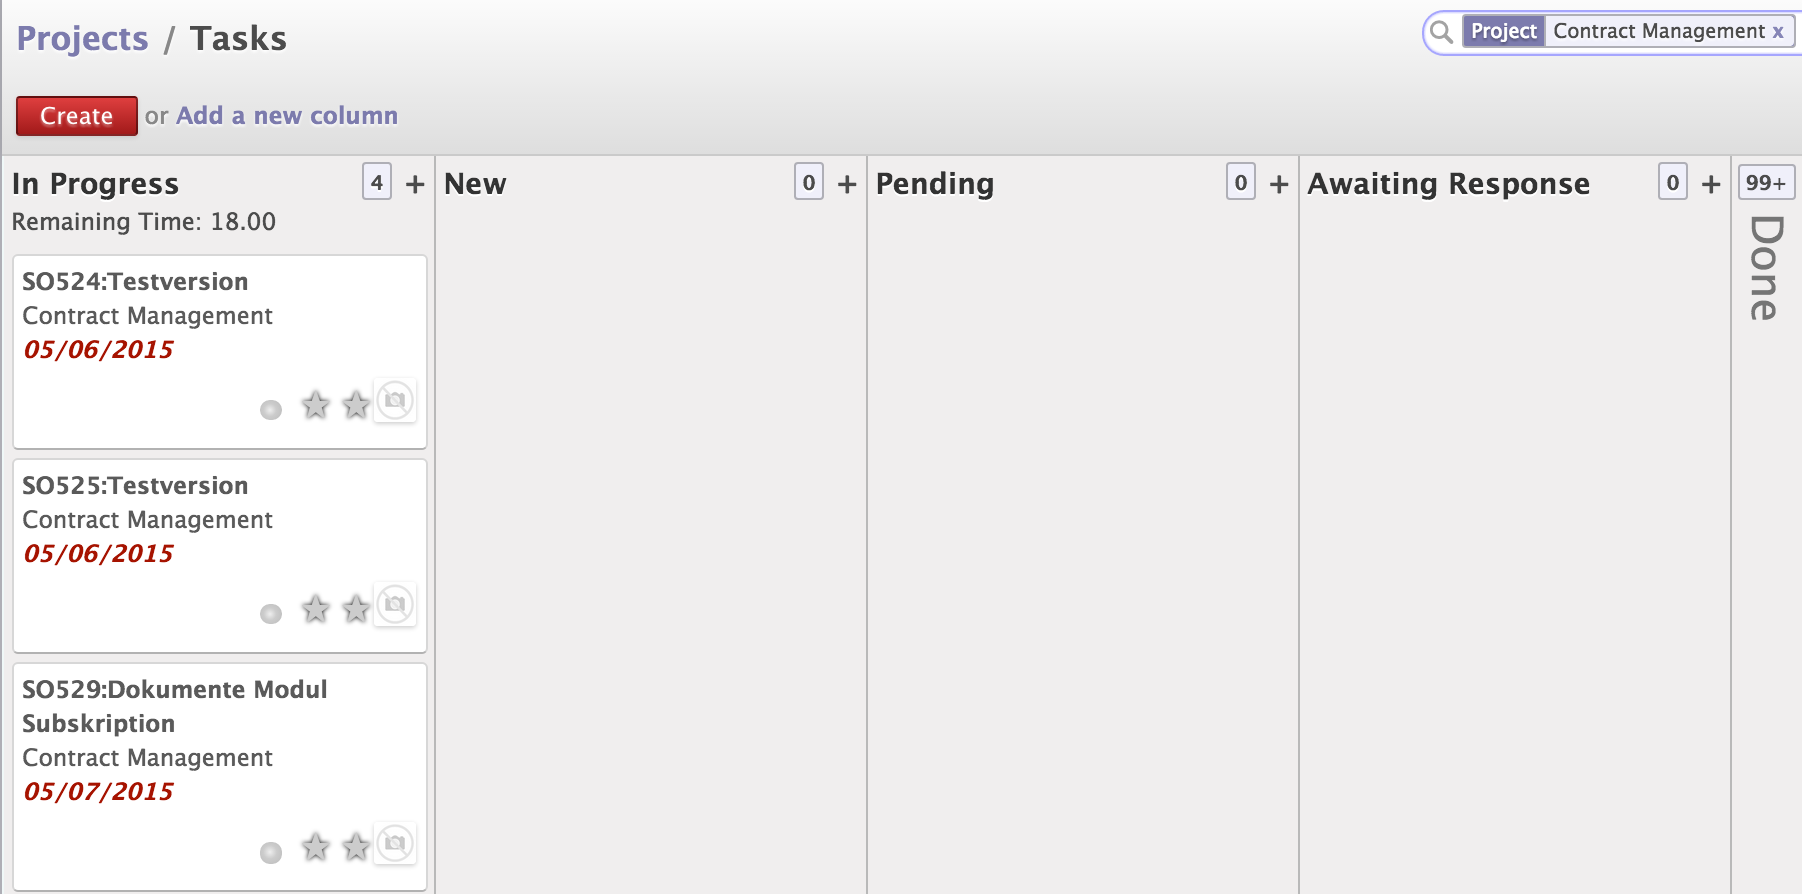 Projects / Tasks
Project Contract Management x
Create or Add a new column
In Progress 4 +
Remaining Time: 18.00
SO524:Testversion
Contract Management
05/06/2015
SO525:Testversion
Contract Management
05/06/2015
SO529:Dokumente Modul
Subskription
Contract Management
05/07/2015
New 0 +
Pending 0 +
Awaiting Response 0 +
99+
Done